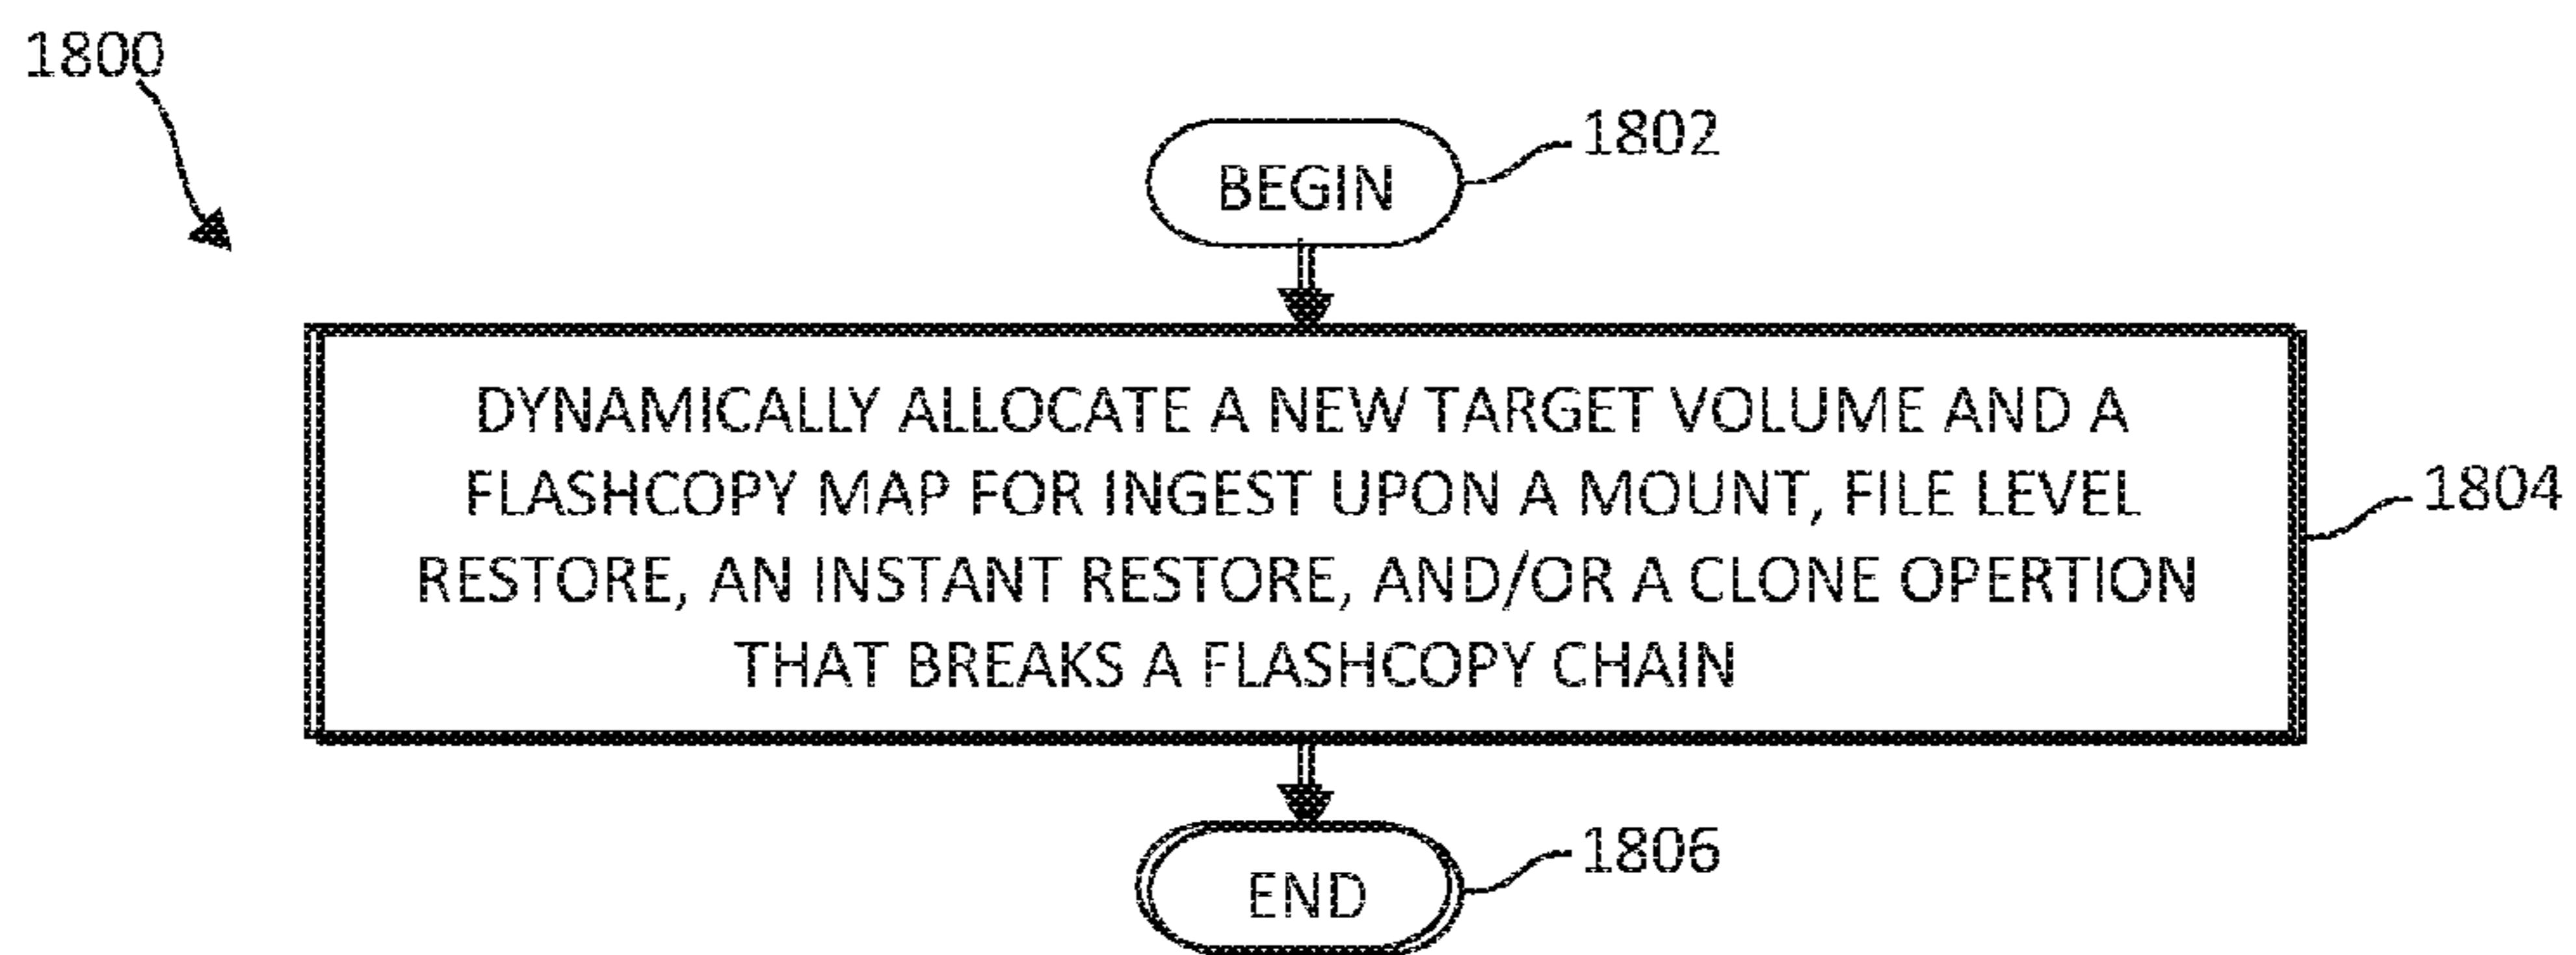 1800
BEGIN
1802
DYNAMICALLY ALLOCATE A NEW TARGET VOLUME AND A
FLASHCOPY MAP FOR INGEST UPON A MOUNT, FILE LEVEL
RESTORE, AN INSTANT RESTORE, AND/OR A CLONE OPERTION
THAT BREAKS A FLASHCOPY CHAIN
1804
END
1806